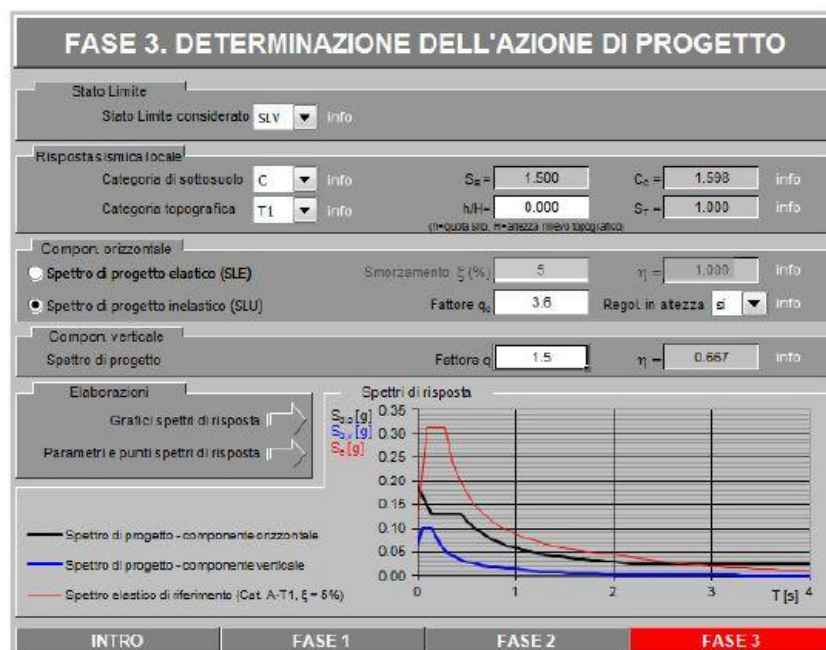 FASE 3. DETERMINAZIONE DELL'AZIONE DI PROGETTO
Stato Limite
Stato Limite considerato SLV info
Risposta sismica locale
Categoria di sottosuolo C info
S_S = 1.500 C_C = 1.598 info
Categoria topografica T1 info
h/H= 0.000 S_T = 1.000 info
(h=quota sito, H=altezza rilievo topografico)
Compon. orizzontale
Spettro di progetto elastico (SLE) Smorzamento ξ (%) 5 η = 1.000 info
Spettro di progetto inelastico (SLU) Fattore q₀ 3.6 Regol. in altezza si info
Compon. verticale
Spettro di progetto Fattore q 1.5 η = 0.667 info
Elaborazioni
Grafici spettri di risposta
Parametri e punti spettri di risposta
Spettri di risposta
S_d,o [g]
S_d,v [g]
S_e [g]
0.35
0.30
0.25
0.20
0.15
0.10
0.05
0.00
0 1 2 3 4
T [s]
Spettro di progetto - componente orizzontale
Spettro di progetto - componente verticale
Spettro elastico di riferimento (Cat. A-T1, ξ = 5%)
INTRO FASE 1 FASE 2 FASE 3